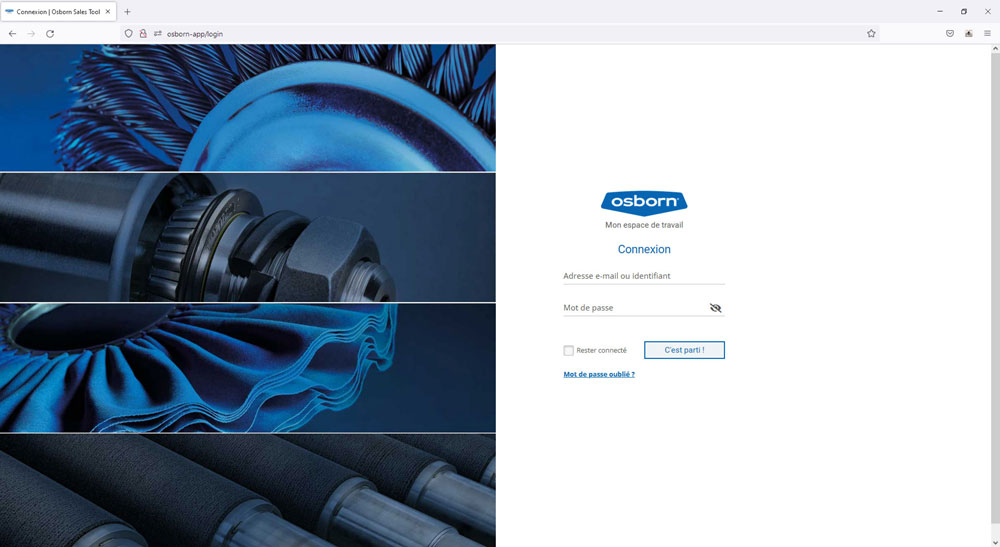 Connexion | Osborn Sales Tool
osborn-app/login
osborn
Mon espace de travail
Connexion
Adresse e-mail ou identifiant
Mot de passe
Rester connecté
C'est parti !
Mot de passe oublié ?